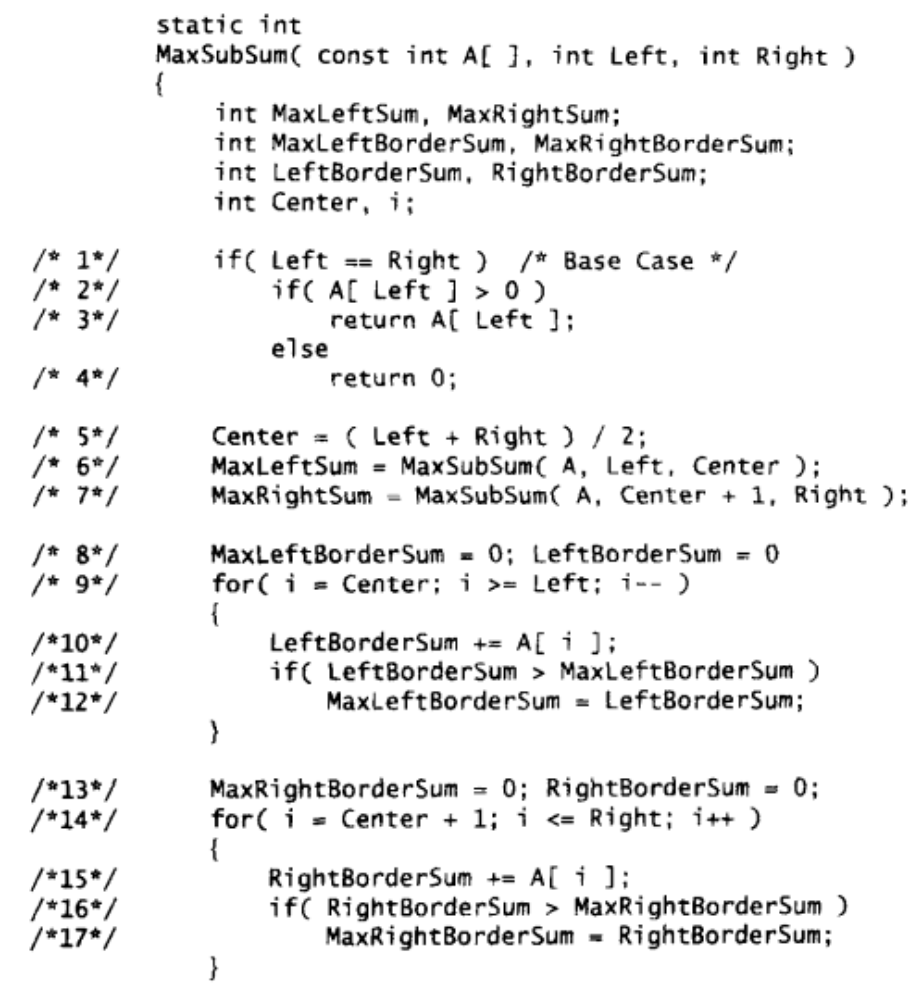 static int
MaxSubSum( const int A[ ], int Left, int Right )
{
int MaxLeftSum, MaxRightSum;
int MaxLeftBorderSum, MaxRightBorderSum;
int LeftBorderSum, RightBorderSum;
int Center, i;
/* 1*/ if( Left == Right ) /* Base Case */
/* 2*/ if( A[ Left ] > 0 )
/* 3*/ return A[ Left ];
else
/* 4*/ return 0;
/* 5*/ Center = ( Left + Right ) / 2;
/* 6*/ MaxLeftSum = MaxSubSum( A, Left, Center );
/* 7*/ MaxRightSum = MaxSubSum( A, Center + 1, Right );
/* 8*/ MaxLeftBorderSum = 0; LeftBorderSum = 0
/* 9*/ for( i = Center; i >= Left; i-- )
{
/*10*/ LeftBorderSum += A[ i ];
/*11*/ if( LeftBorderSum > MaxLeftBorderSum )
/*12*/ MaxLeftBorderSum = LeftBorderSum;
}
/*13*/ MaxRightBorderSum = 0; RightBorderSum = 0;
/*14*/ for( i = Center + 1; i <= Right; i++ )
{
/*15*/ RightBorderSum += A[ i ];
/*16*/ if( RightBorderSum > MaxRightBorderSum )
/*17*/ MaxRightBorderSum = RightBorderSum;
}